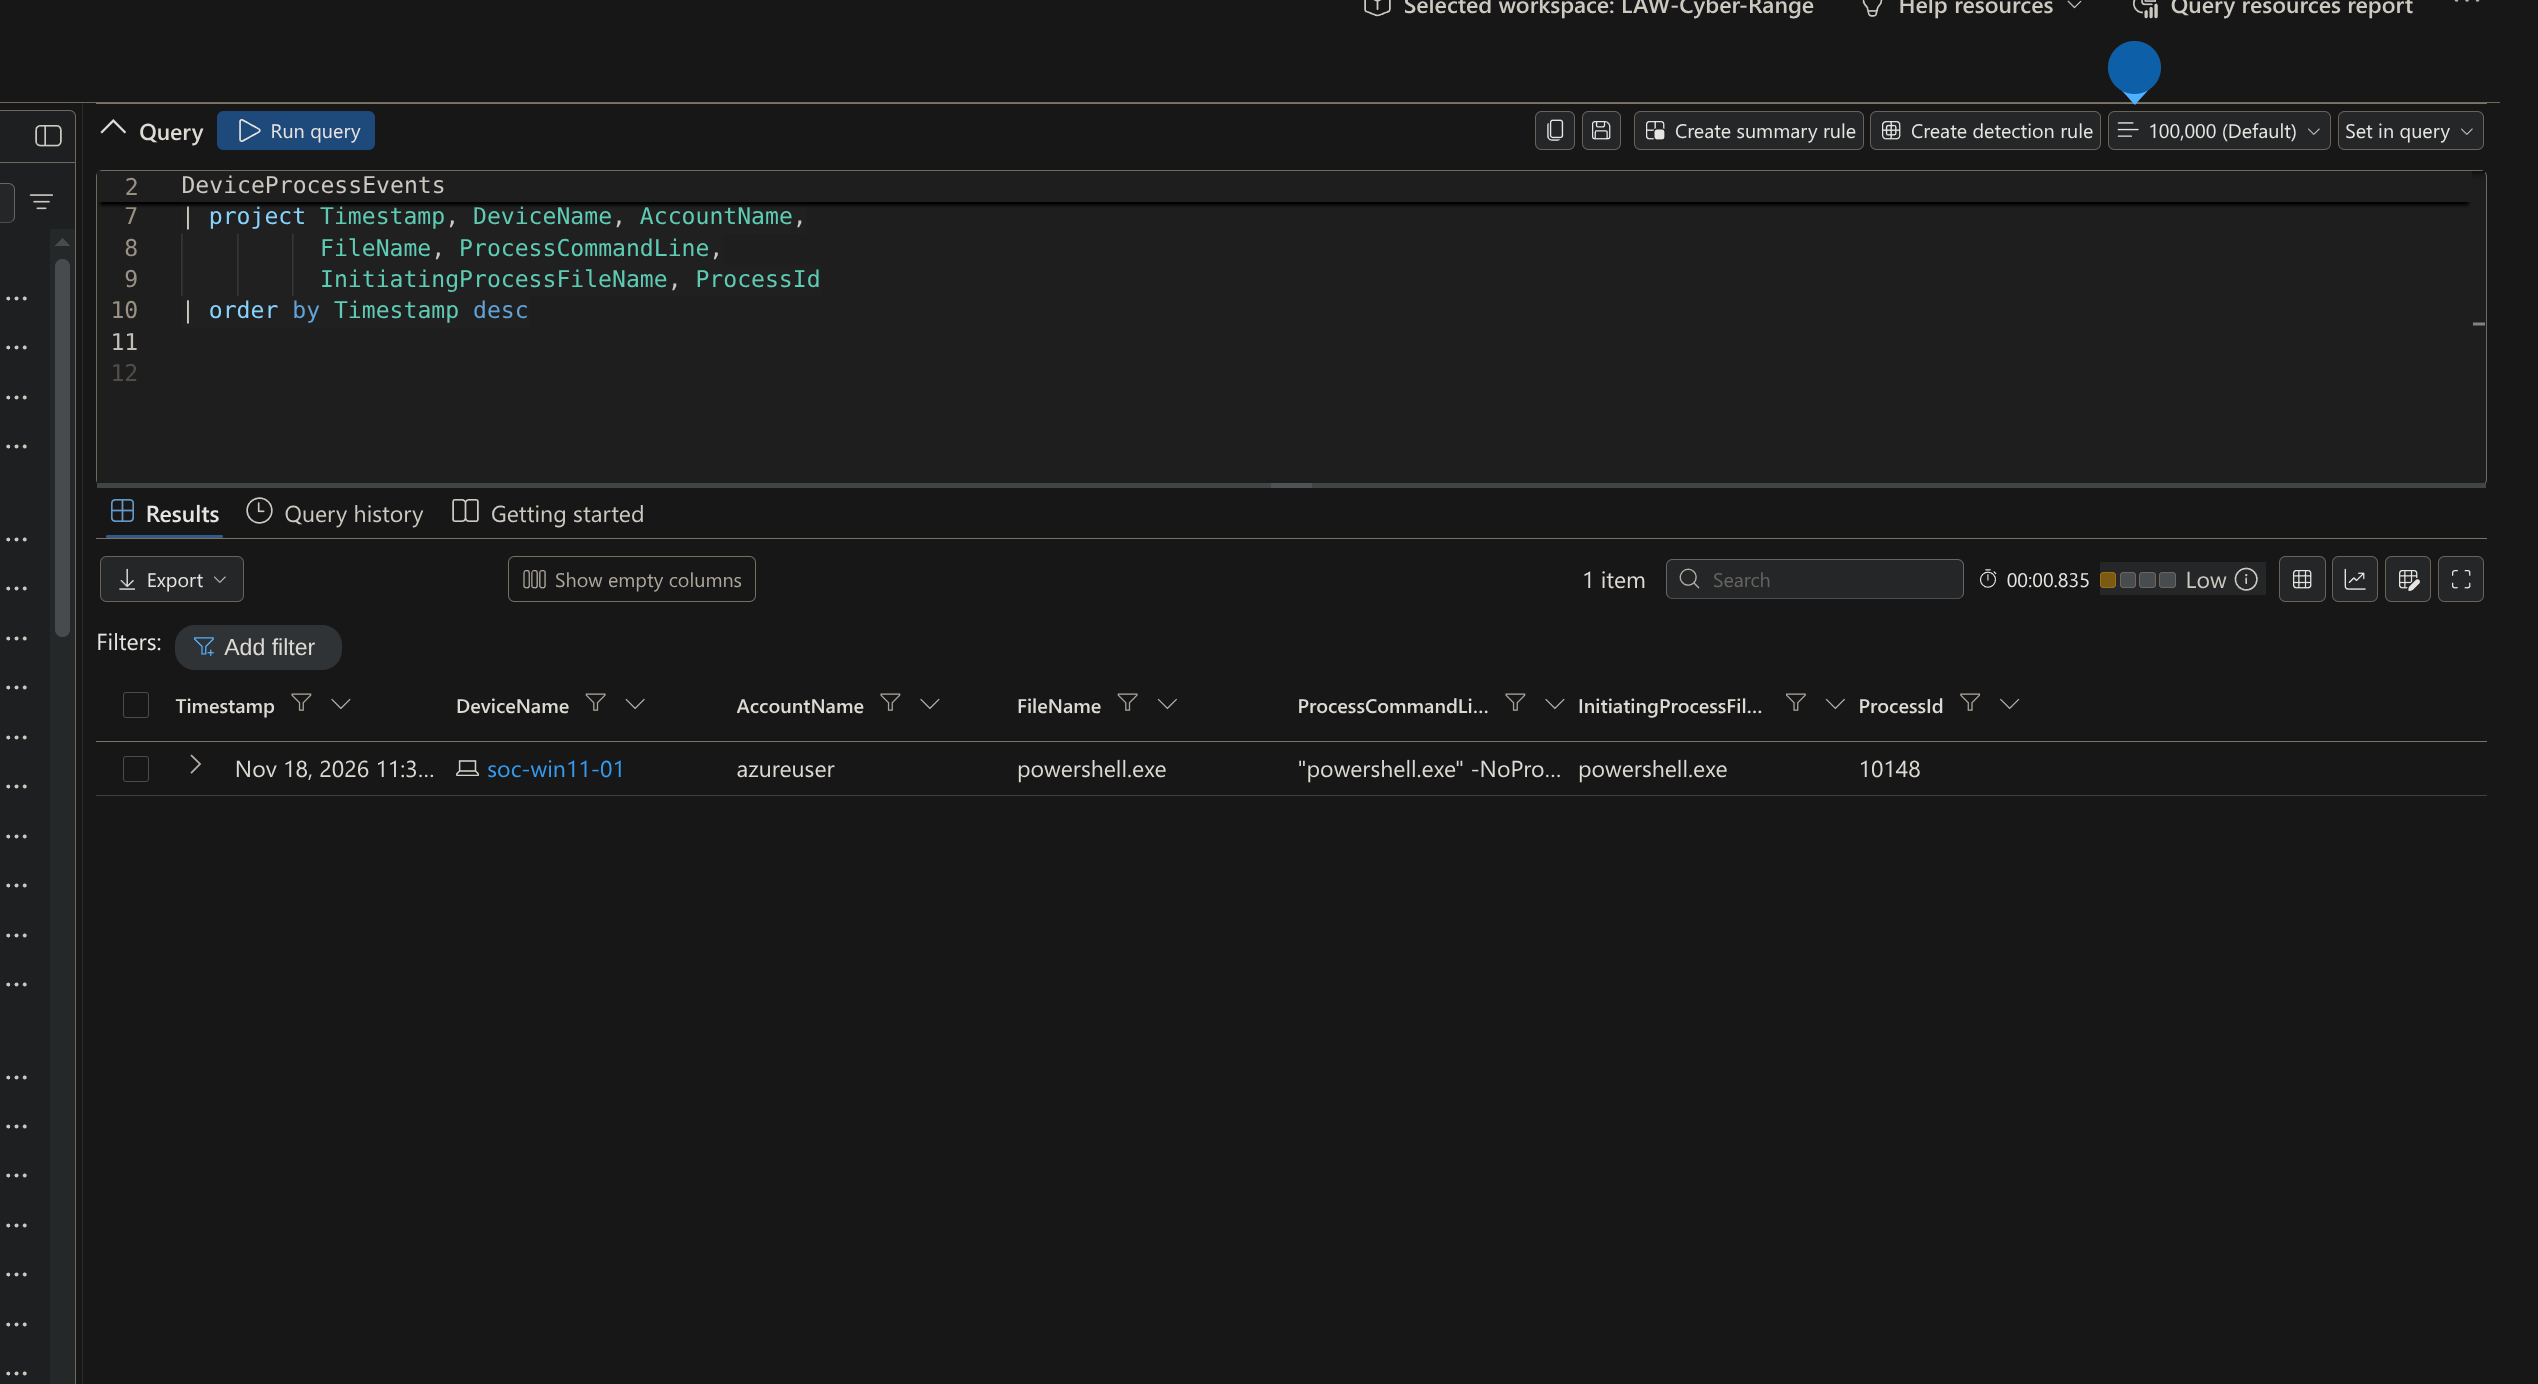 Selected workspace: LAW-Cyber-Range Help resources Query resources report
Query Run query Create summary rule Create detection rule 100,000 (Default) Set in query
2 DeviceProcessEvents
7 | project Timestamp, DeviceName, AccountName,
8 FileName, ProcessCommandLine,
9 InitiatingProcessFileName, ProcessId
10 | order by Timestamp desc
11
12
Results Query history Getting started
Export Show empty columns 1 item Search 00:00.835 Low
Filters: Add filter
Timestamp DeviceName AccountName FileName ProcessCommandLi... InitiatingProcessFil... ProcessId
Nov 18, 2026 11:3... soc-win11-01 azureuser powershell.exe "powershell.exe" -NoPro... powershell.exe 10148